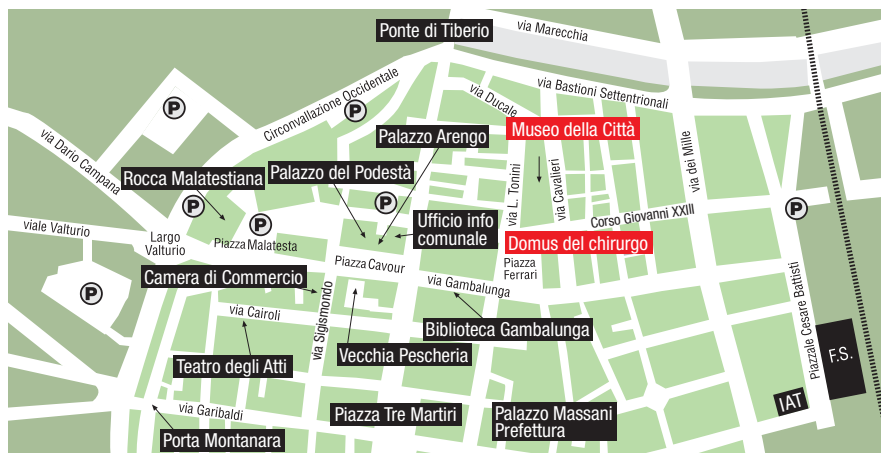 Ponte di Tiberio
via Marecchia
via Bastioni Settentrionali
Circonvallazione Occidentale
via Ducale
P
P
Palazzo Arengo
Museo della Città
via Dario Campana
Rocca Malatestiana
Palazzo del Podestà
via L. Tonini
via Cavalieri
via dei Mille
P
P
P
P
Ufficio info
comunale
Corso Giovanni XXIII
viale Valturio
Largo
Valturio
Piazza Malatesta
Domus del chirurgo
Piazza Cavour
Piazza
Ferrari
Camera di Commercio
via Gambalunga
P
via Cairoli
via Sigismondo
Biblioteca Gambalunga
Piazzale Cesare Battisti
Teatro degli Atti
Vecchia Pescheria
F.S.
via Garibaldi
Piazza Tre Martiri
Palazzo Massani
Prefettura
IAT
Porta Montanara